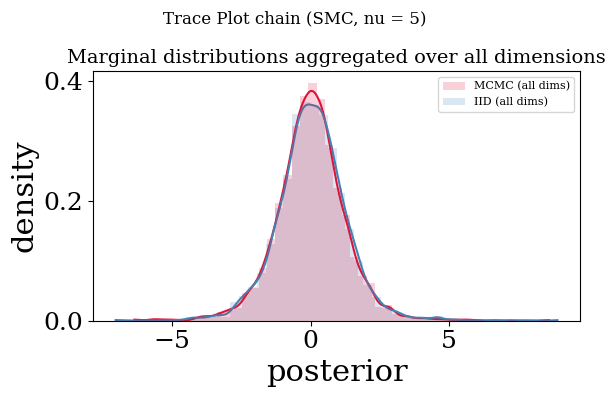 Trace Plot chain (SMC, nu = 5)
Marginal distributions aggregated over all dimensions
MCMC (all dims)
IID (all dims)
density
0.4
0.2
0.0
−5
0
5
posterior